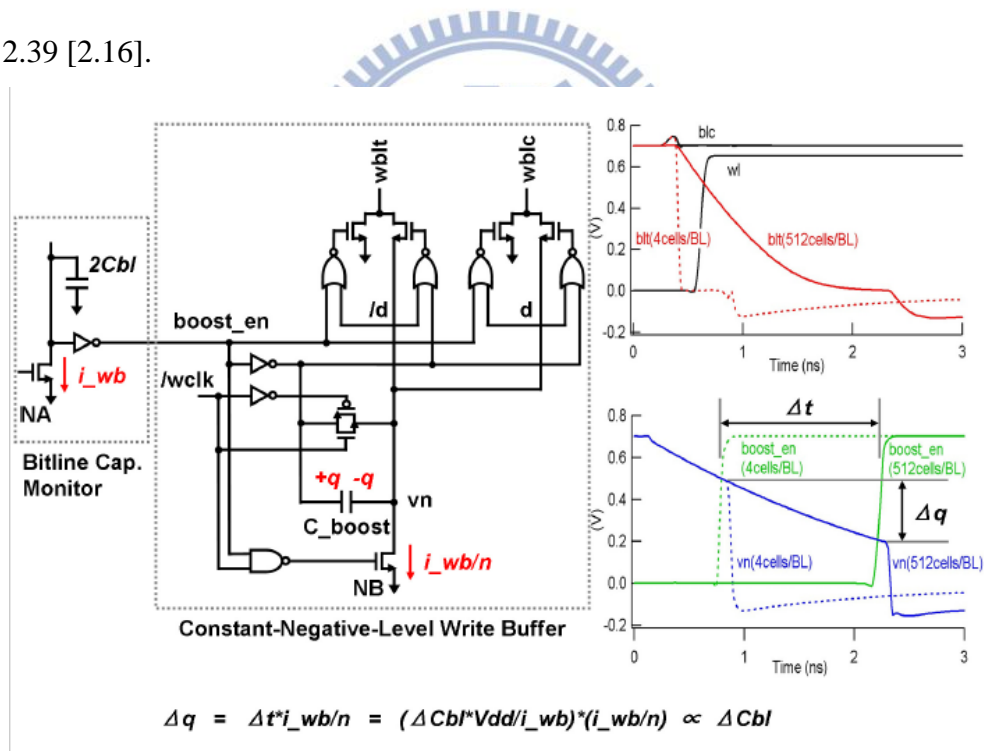 2.39 [2.16].
wblt
wblc
2Cbl
boost_en
/d
d
i_wb
/wclk
NA
Bitline Cap.
Monitor
+q -q
vn
C_boost
i_wb/n
NB
Constant-Negative-Level Write Buffer
0.8
0.6
0.4
0.2
0.0
-0.2
(V)
blc
wl
blt(4cells/BL)
blt(512cells/BL)
0
1
2
3
Time (ns)
0.8
0.6
0.4
0.2
0.0
-0.2
(V)
Δt
boost_en
(4cells/BL)
boost_en
(512cells/BL)
Δq
vn(4cells/BL)
vn(512cells/BL)
0
1
2
3
Time (ns)
Δq = Δt*i_wb/n = (ΔCbl*Vdd/i_wb)*(i_wb/n) ∝ ΔCbl